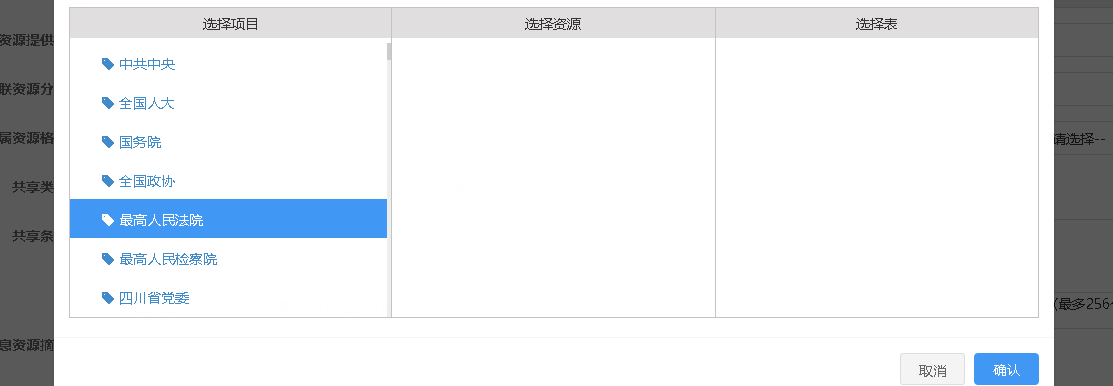 选择项目 选择资源 选择表
资源提供
中共中央
联资源分
全国人大
属资源格
国务院
请选择--
共享类
全国政协
共享条
最高人民法院
最高人民检察院
四川省党委
(最多256个
息资源摘
取消 确认